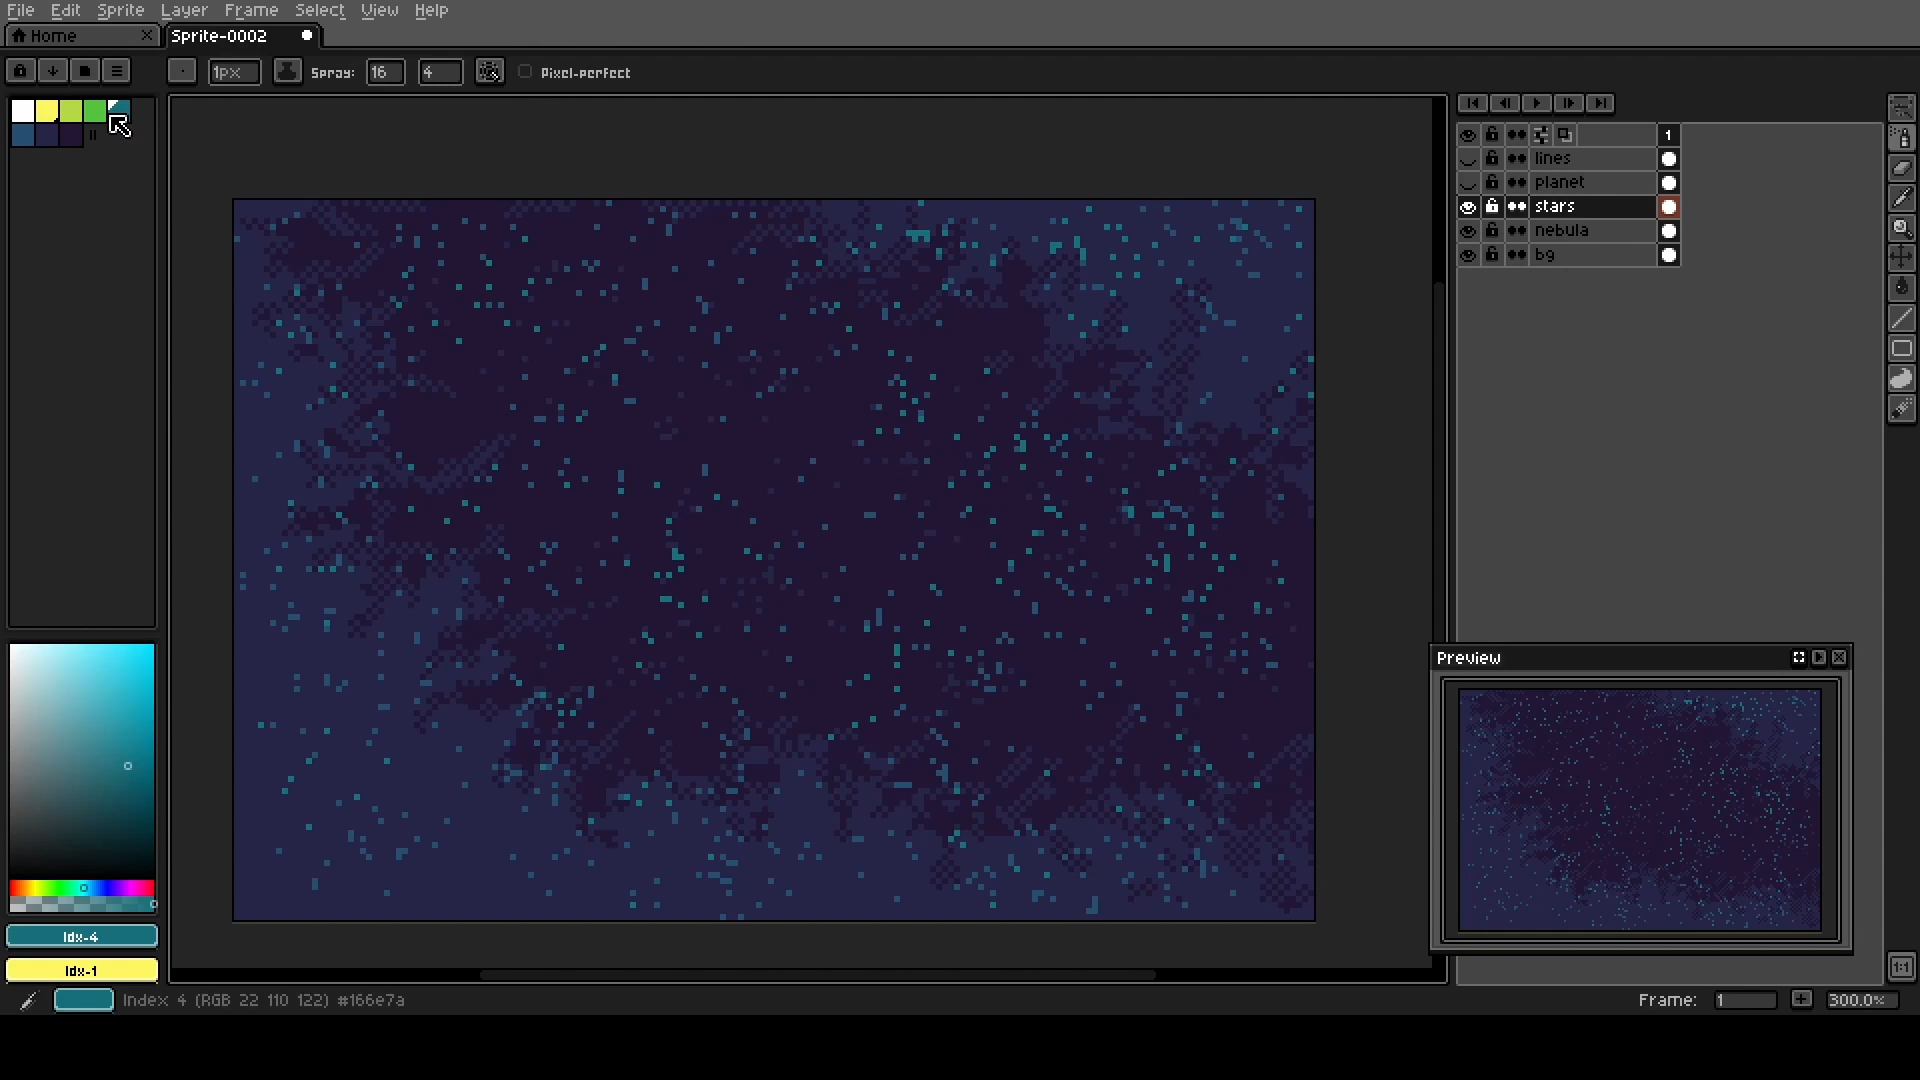 File Edit Sprite Layer Frame Select View Help
Home Sprite-0002
1px Spray: 16 4 Pixel-perfect
1
lines
planet
stars
nebula
bg
Preview
Idx-4
Idx-1
1:1
Index 4 (RGB 22 110 122) #166e7a Frame: 1 300.0%